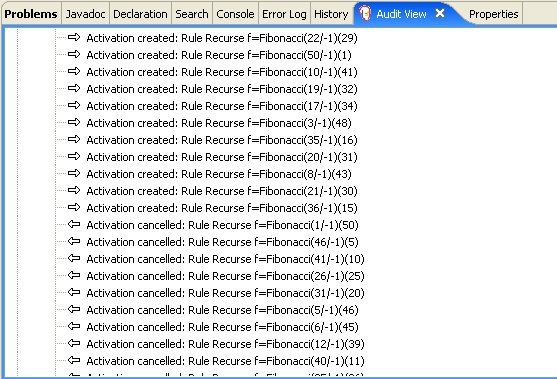 Problems Javadoc Declaration Search Console Error Log History Audit View Properties
Activation created: Rule Recurse f=Fibonacci(22/-1)(29)
Activation created: Rule Recurse f=Fibonacci(50/-1)(1)
Activation created: Rule Recurse f=Fibonacci(10/-1)(41)
Activation created: Rule Recurse f=Fibonacci(19/-1)(32)
Activation created: Rule Recurse f=Fibonacci(17/-1)(34)
Activation created: Rule Recurse f=Fibonacci(3/-1)(48)
Activation created: Rule Recurse f=Fibonacci(35/-1)(16)
Activation created: Rule Recurse f=Fibonacci(20/-1)(31)
Activation created: Rule Recurse f=Fibonacci(8/-1)(43)
Activation created: Rule Recurse f=Fibonacci(21/-1)(30)
Activation created: Rule Recurse f=Fibonacci(36/-1)(15)
Activation cancelled: Rule Recurse f=Fibonacci(1/-1)(50)
Activation cancelled: Rule Recurse f=Fibonacci(46/-1)(5)
Activation cancelled: Rule Recurse f=Fibonacci(41/-1)(10)
Activation cancelled: Rule Recurse f=Fibonacci(26/-1)(25)
Activation cancelled: Rule Recurse f=Fibonacci(31/-1)(20)
Activation cancelled: Rule Recurse f=Fibonacci(5/-1)(46)
Activation cancelled: Rule Recurse f=Fibonacci(6/-1)(45)
Activation cancelled: Rule Recurse f=Fibonacci(12/-1)(39)
Activation cancelled: Rule Recurse f=Fibonacci(40/-1)(11)